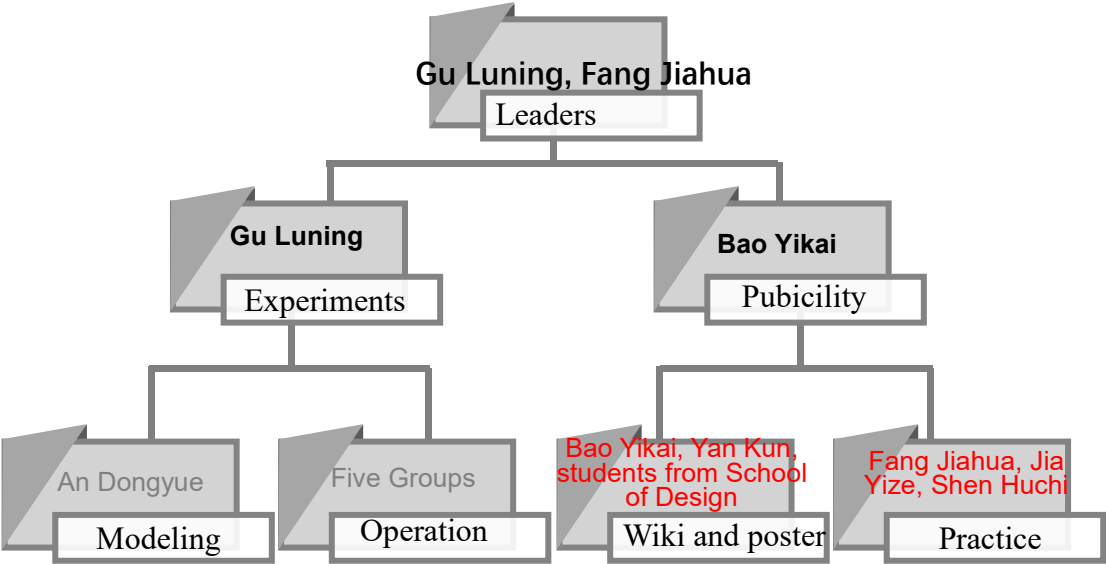 Gu Luning, Fang Jiahua
Leaders
Gu Luning
Experiments
Bao Yikai
Pubicility
An Dongyue
Modeling
Five Groups
Operation
Bao Yikai, Yan Kun,
students from School
of Design
Wiki and poster
Fang Jiahua, Jia
Yize, Shen Huchi
Practice